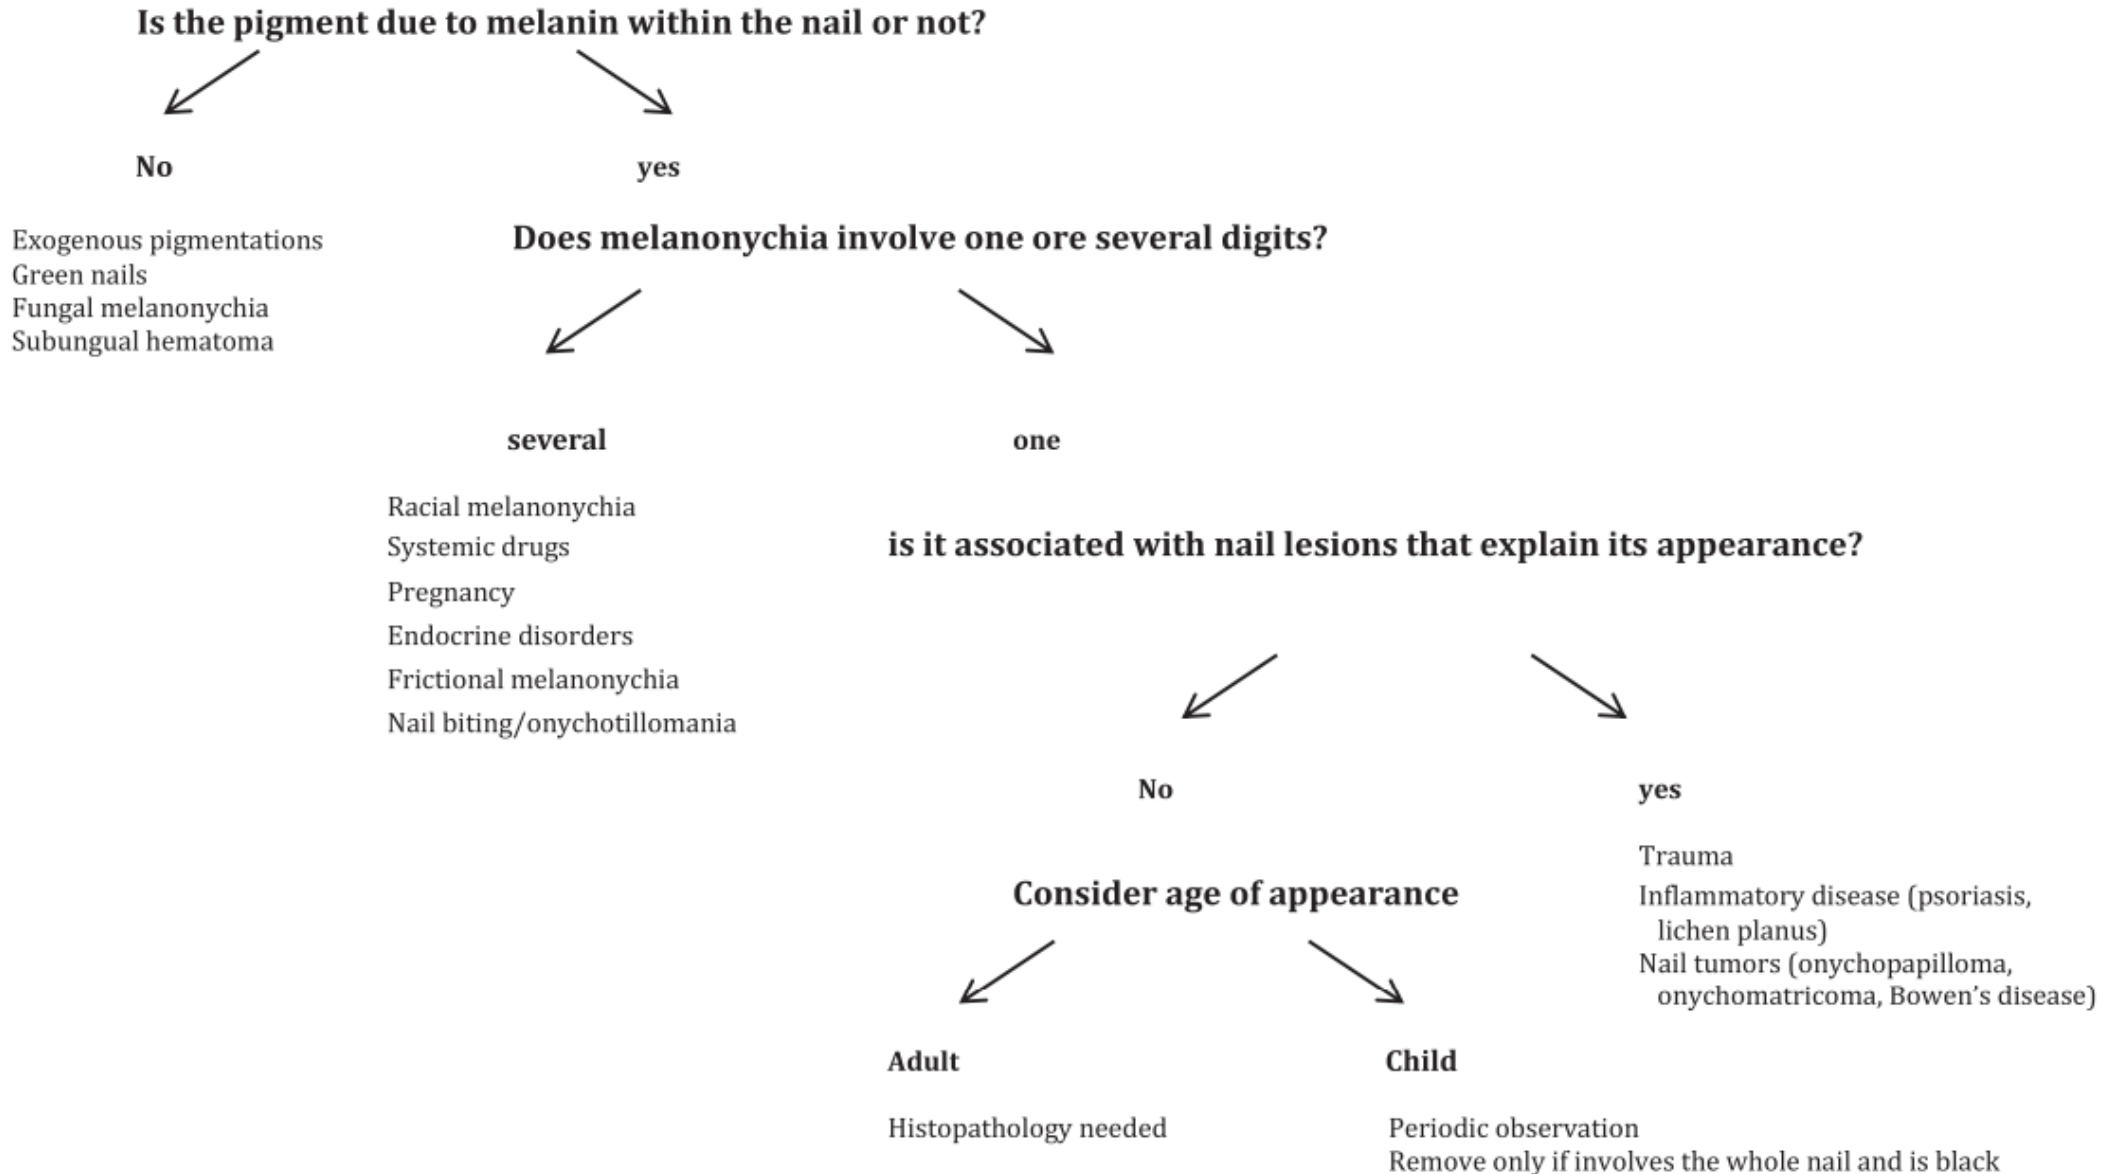 Is the pigment due to melanin within the nail or not?
No
yes
Exogenous pigmentations
Green nails
Fungal melanonychia
Subungual hematoma
Does melanonychia involve one ore several digits?
several
one
Racial melanonychia
Systemic drugs
Pregnancy
Endocrine disorders
Frictional melanonychia
Nail biting/onychotillomania
is it associated with nail lesions that explain its appearance?
No
yes
Trauma
Inflammatory disease (psoriasis,
lichen planus)
Nail tumors (onychopapilloma,
onychomatricoma, Bowen’s disease)
Consider age of appearance
Adult
Child
Histopathology needed
Periodic observation
Remove only if involves the whole nail and is black